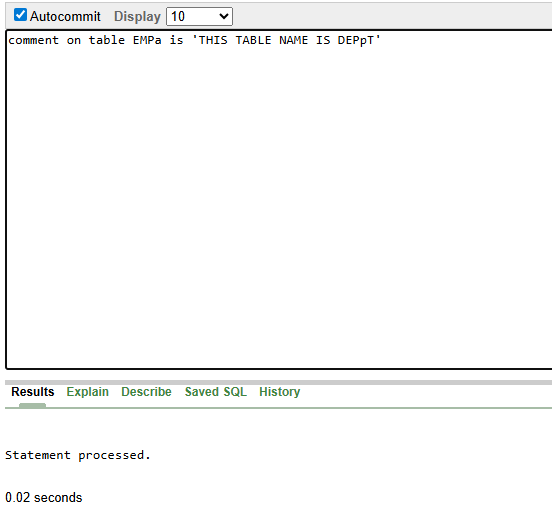 Autocommit Display 10
comment on table EMPa is 'THIS TABLE NAME IS DEPpT'
Results Explain Describe Saved SQL History
Statement processed.
0.02 seconds